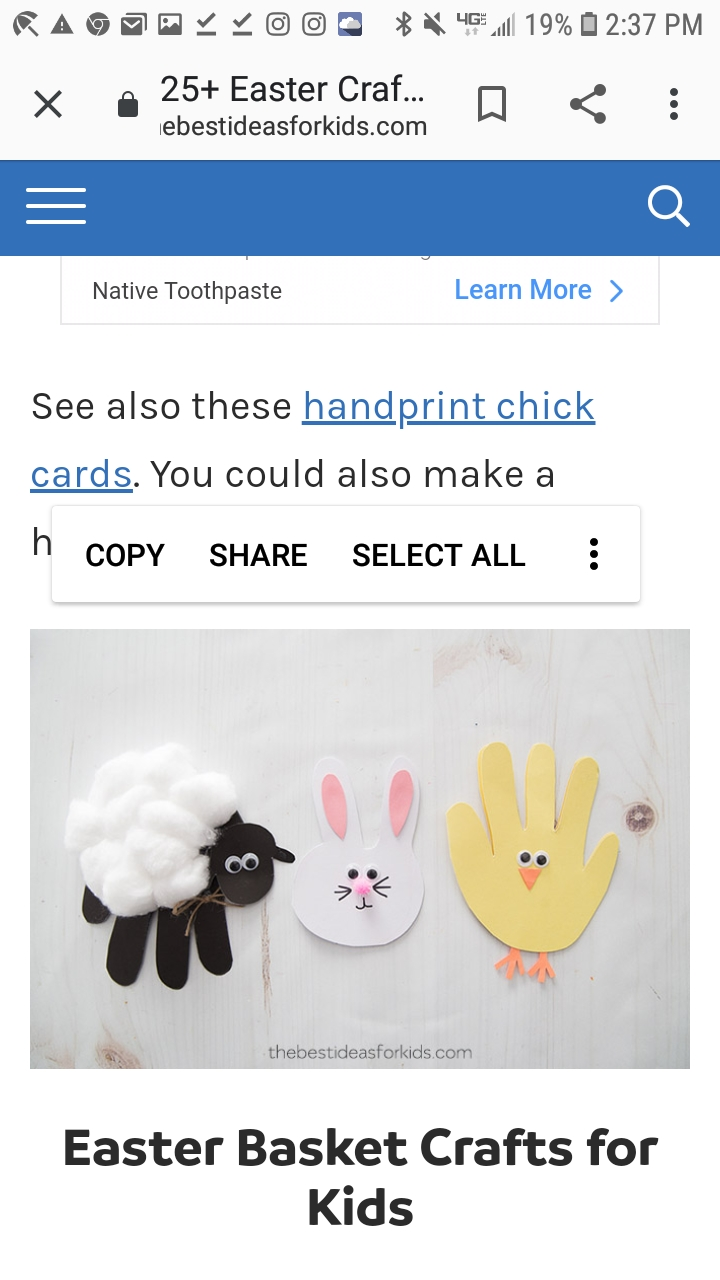 4G
19%
2:37 PM
25+ Easter Craf...
ebestideasforkids.com
Native Toothpaste
Learn More
See also these handprint chick
cards. You could also make a
h
COPY SHARE SELECT ALL
thebestideasforkids.com
Easter Basket Crafts for
Kids